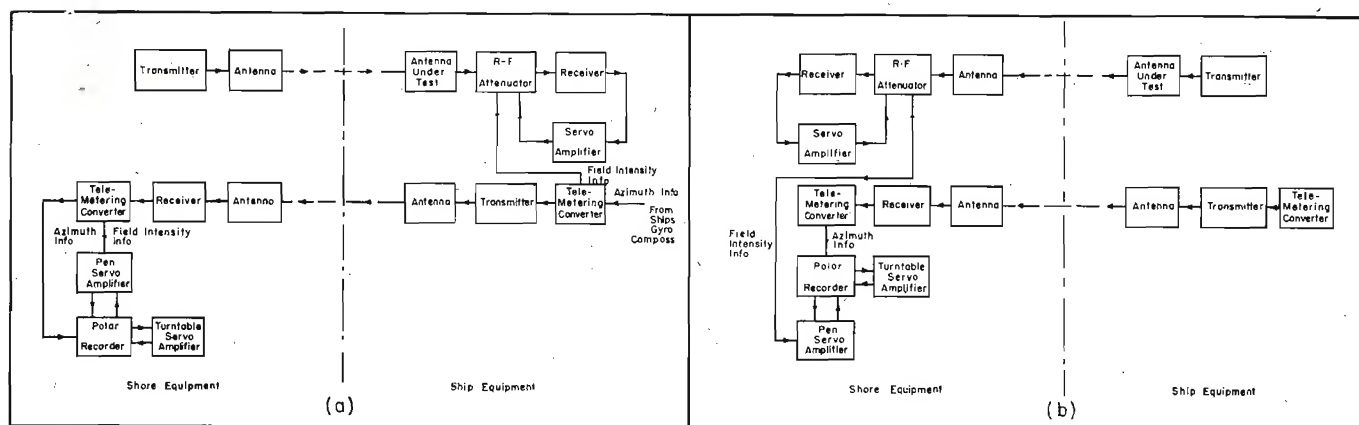 Transmitter
Antenna
Antenna
Under
Test
R-F
Attenuator
Receiver
Servo
Amplifier
Field Intensity
Info
Tele-
Metering
Converter
Receiver
Antenna
Antenna
Transmitter
Tele-
Metering
Converter
Azimuth Info
From
Ships
Gyro
Compass
Azimuth
Info
Field Intensity
Info
Pen
Servo
Amplifier
Polar
Recorder
Turntable
Servo
Amplifier
Shore Equipment
Ship Equipment
(a)
Receiver
R-F
Attenuator
Antenna
Antenna
Under
Test
Transmitter
Servo
Amplifier
Tele-
Metering
Converter
Receiver
Antenna
Antenna
Transmitter
Tele-
Metering
Converter
Field
Intensity
Info
Azimuth
Info
Polar
Recorder
Turntable
Servo
Amplifier
Pen
Servo
Amplifier
Shore Equipment
Ship Equipment
(b)